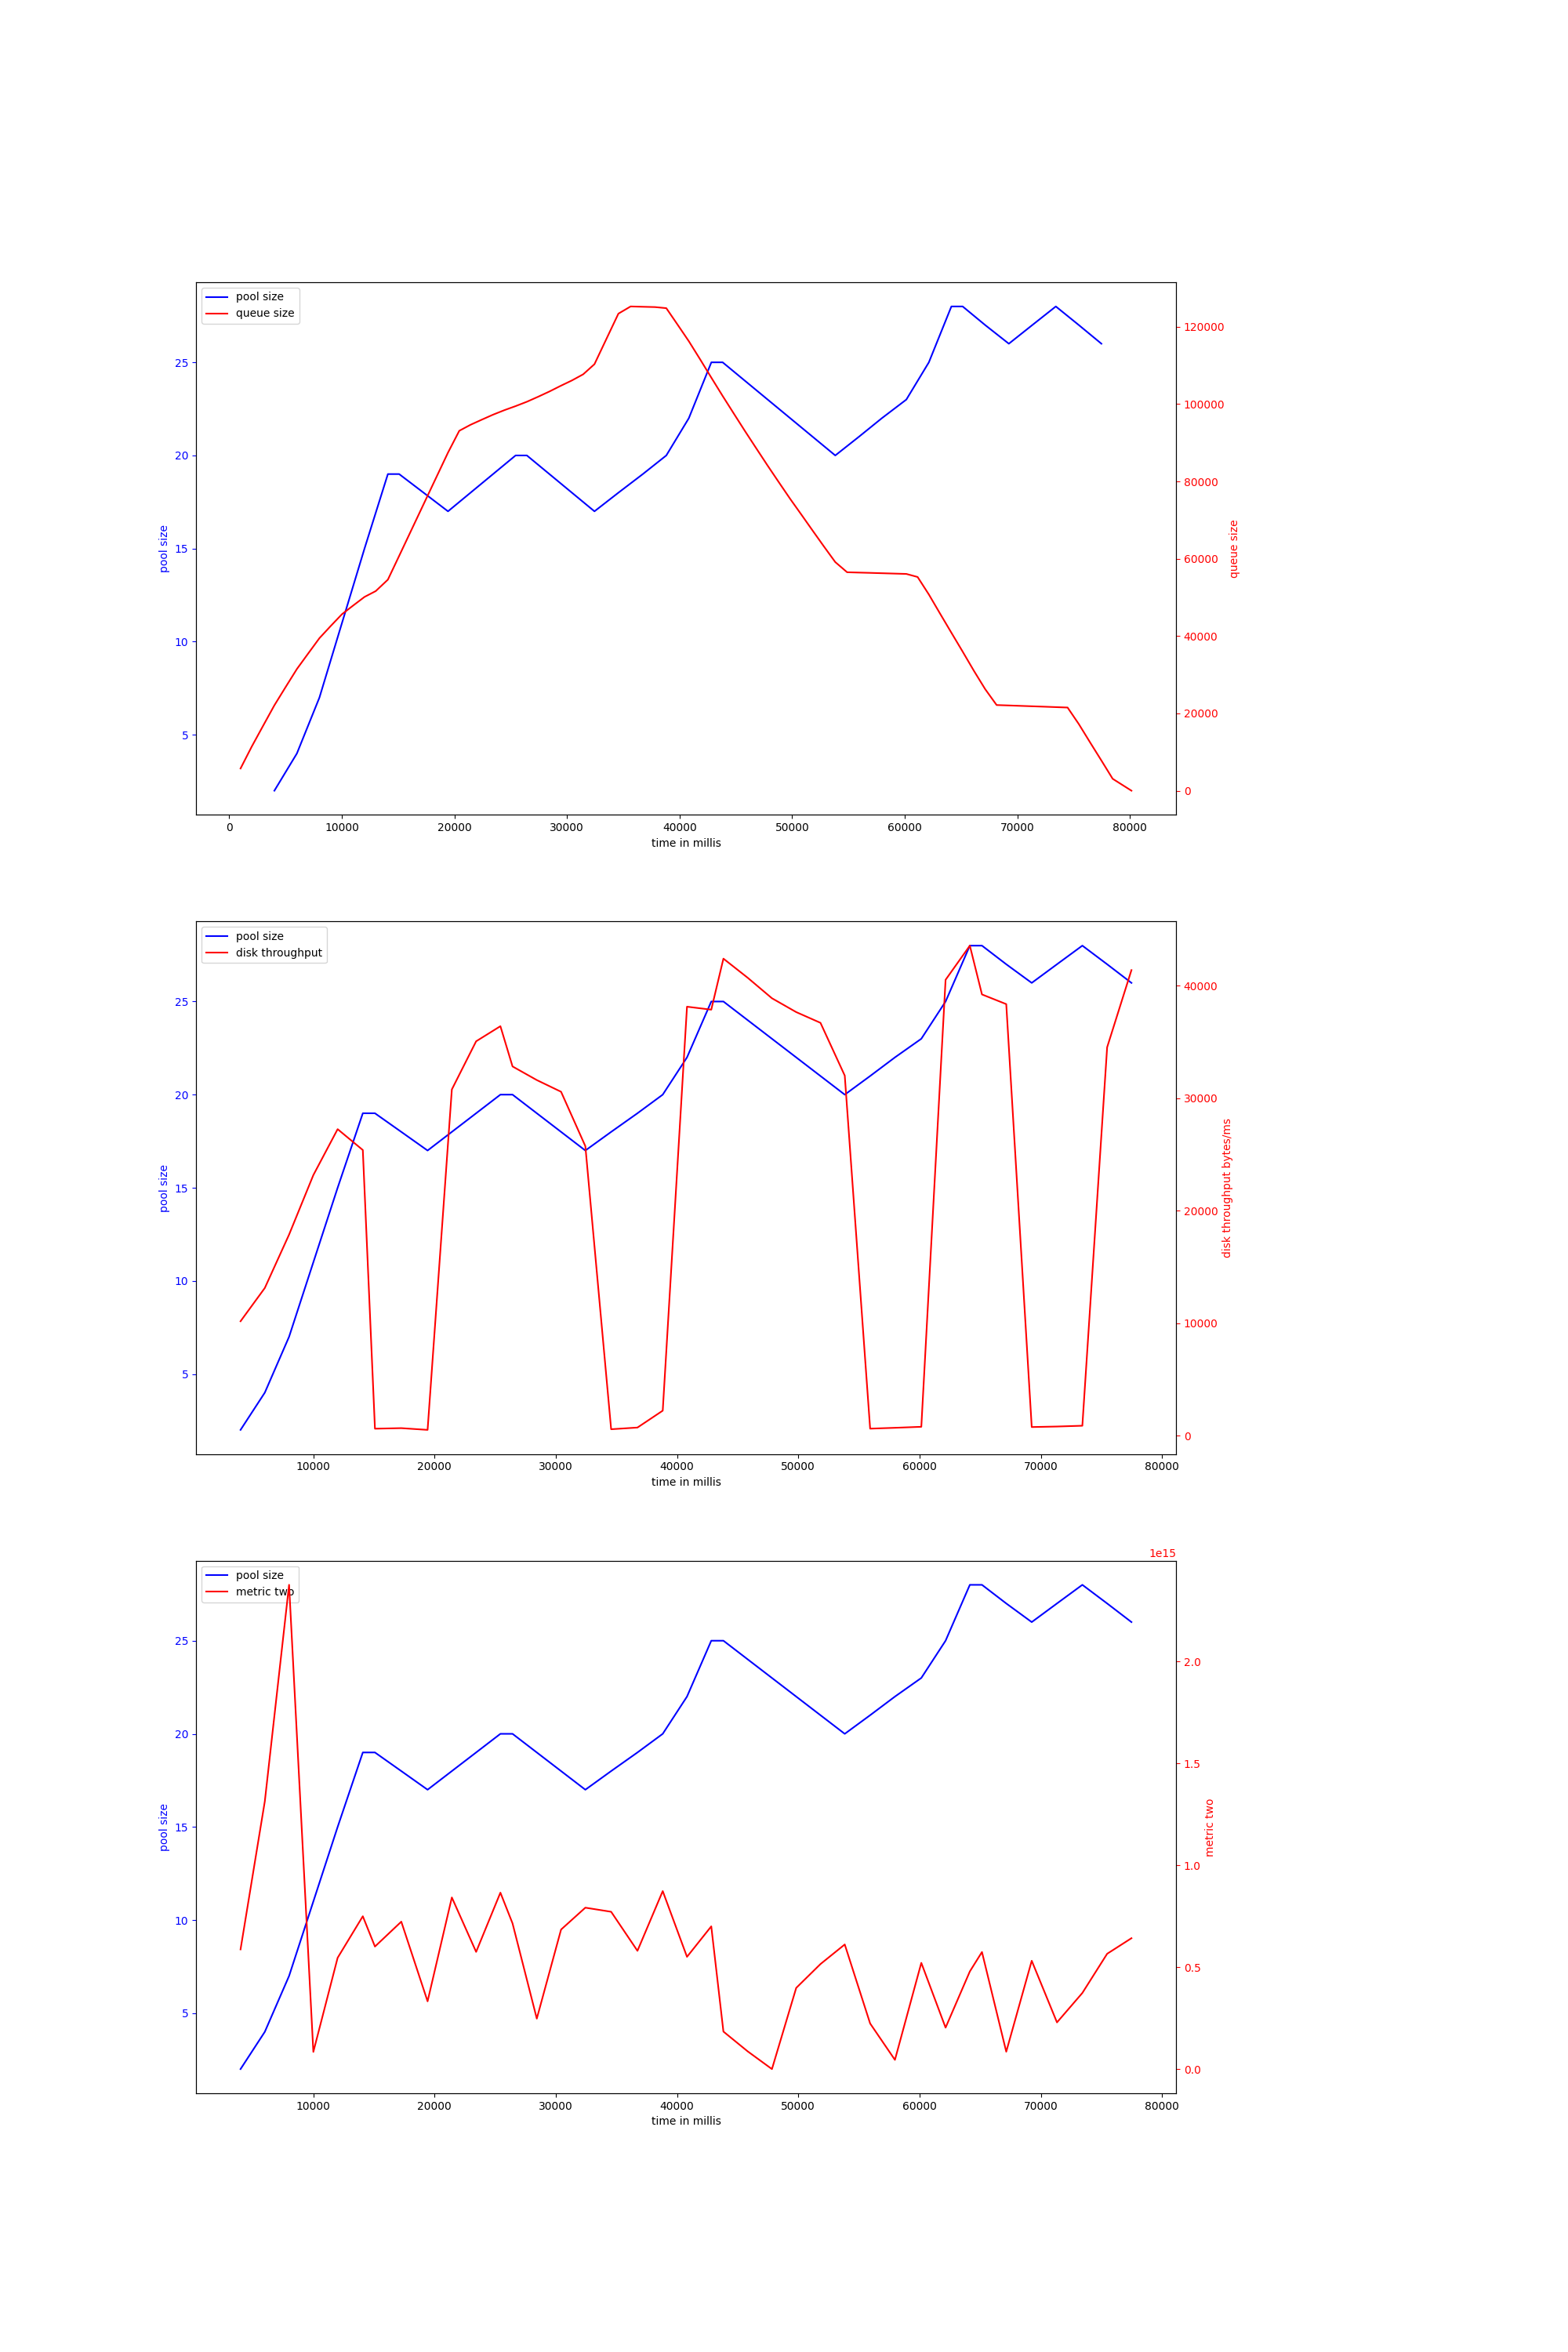 pool size
queue size
25
20
15
10
5
pool size
120000
100000
80000
60000
40000
20000
0
queue size
0 10000 20000 30000 40000 50000 60000 70000 80000
time in millis
pool size
disk throughput
25
20
15
10
5
pool size
40000
30000
20000
10000
0
disk throughput bytes/ms
10000 20000 30000 40000 50000 60000 70000 80000
time in millis
1e15
pool size
metric two
25
20
15
10
5
pool size
2.0
1.5
1.0
0.5
0.0
metric two
10000 20000 30000 40000 50000 60000 70000 80000
time in millis